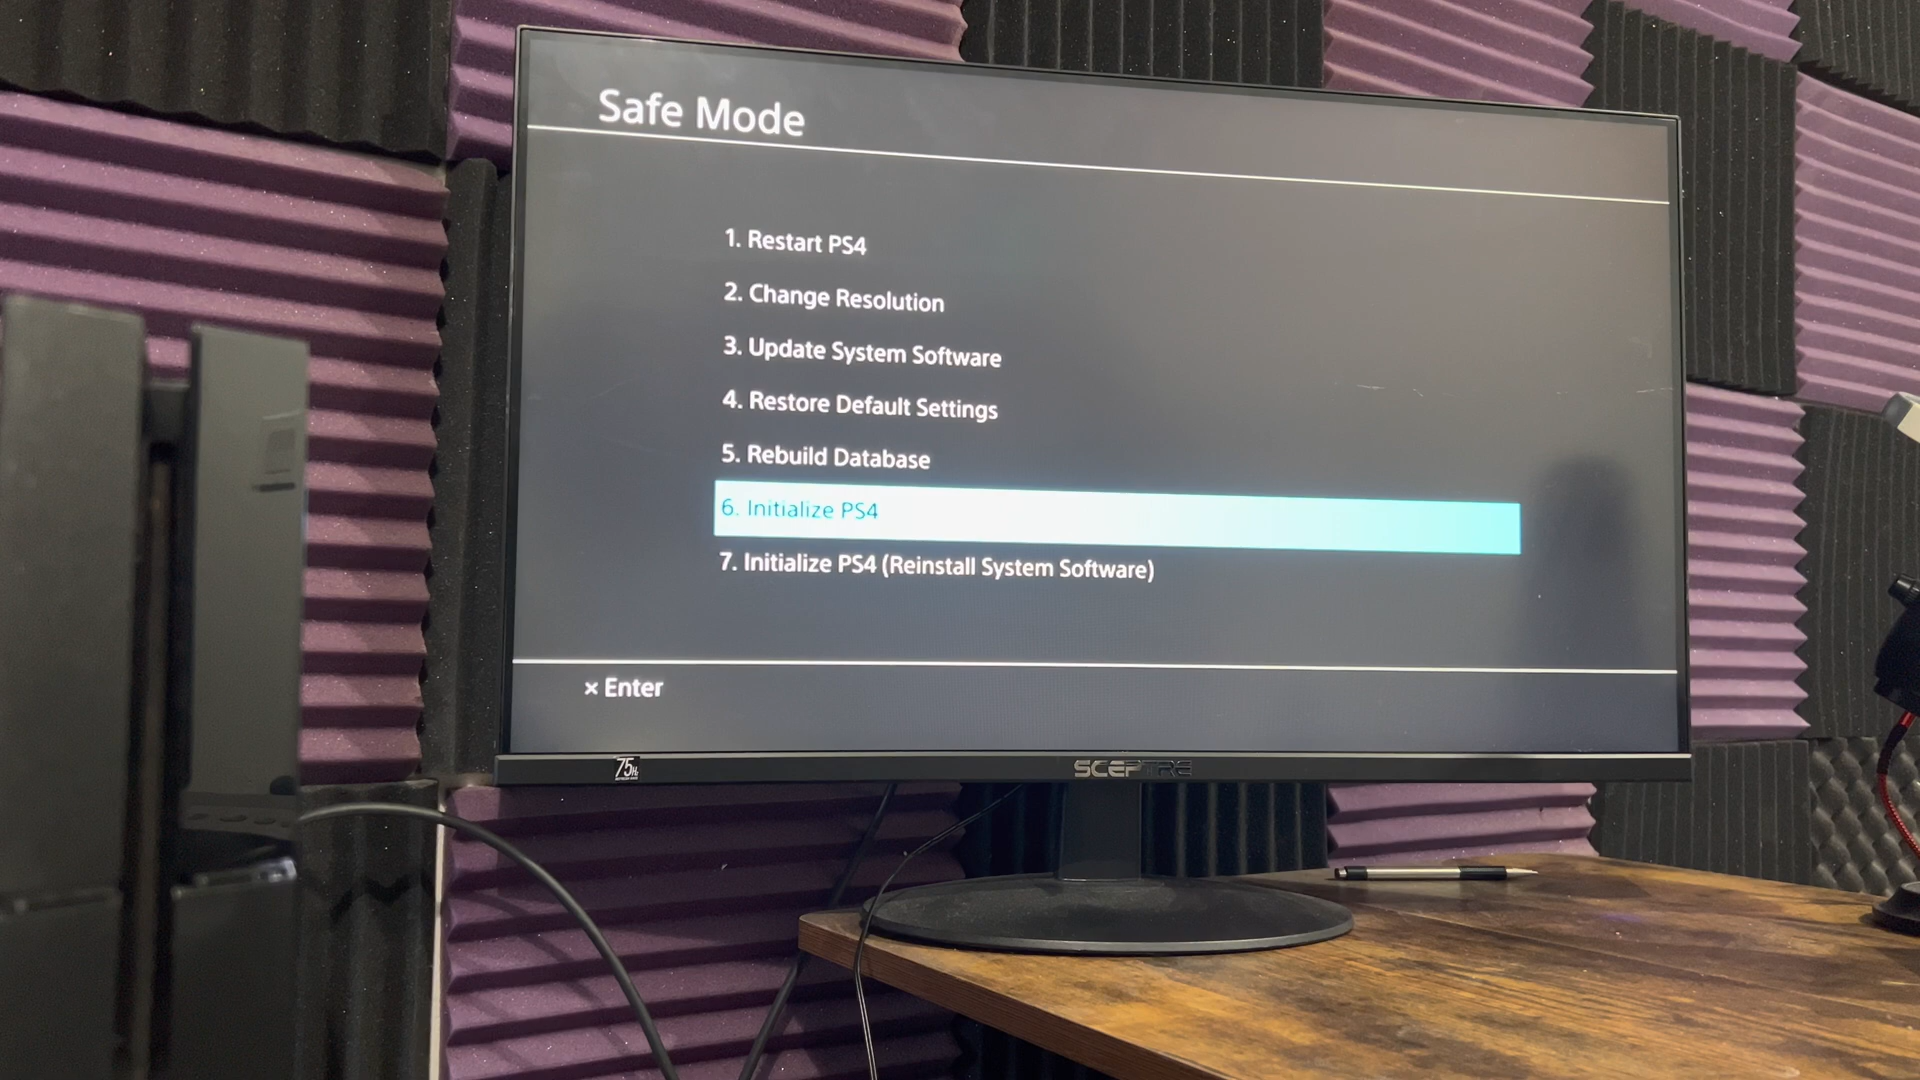 Safe Mode
1. Restart PS4
2. Change Resolution
3. Update System Software
4. Restore Default Settings
5. Rebuild Database
6. Initialize PS4
7. Initialize PS4 (Reinstall System Software)
× Enter
75Hz
SCEPTRE